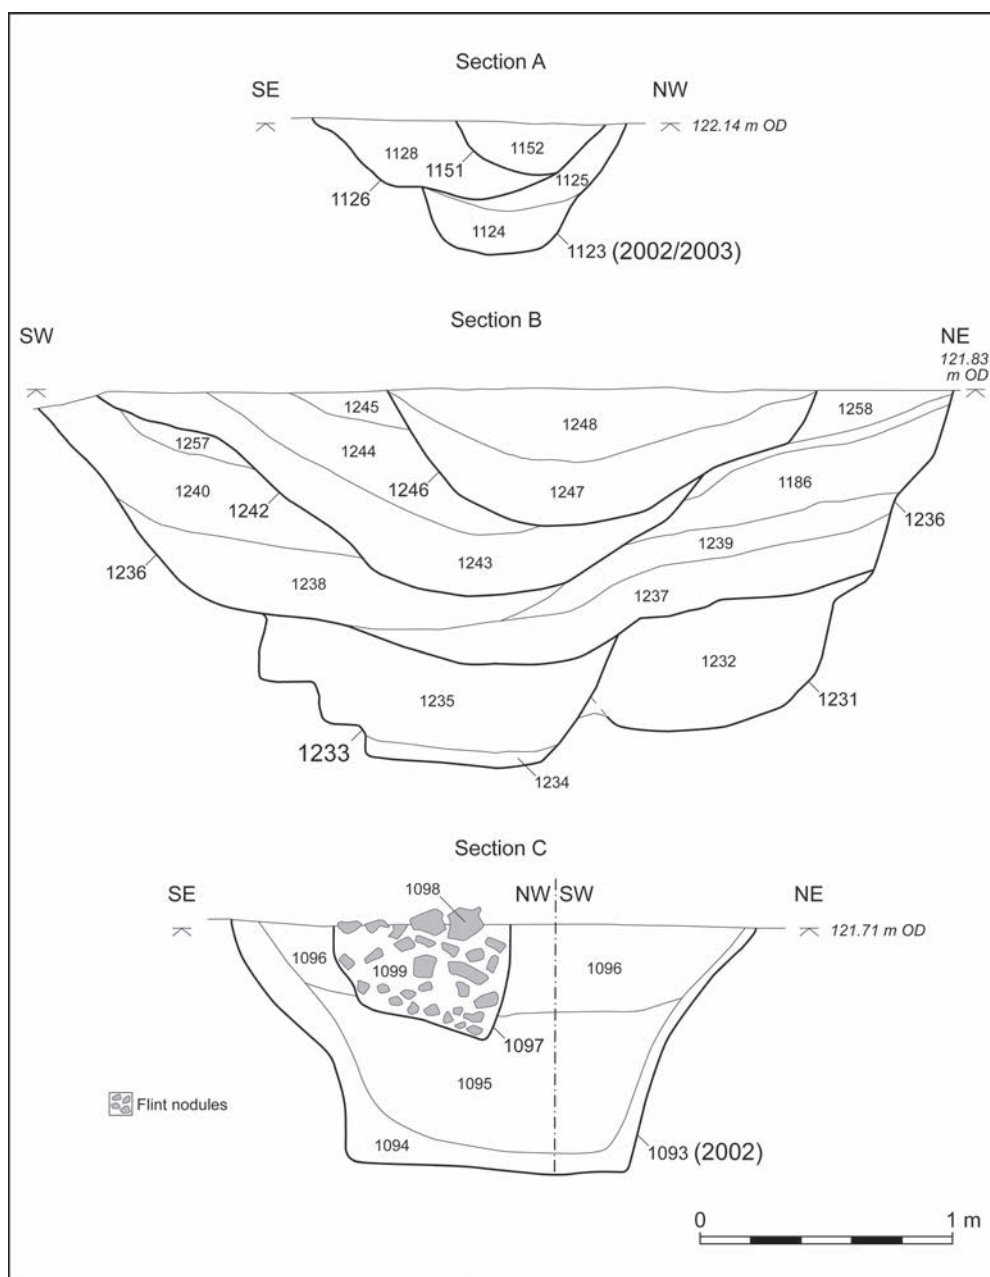 Section A
SE
NW
122.14 m OD
1128
1151
1152
1125
1126
1124
1123 (2002/2003)
Section B
SW
NE
121.83
m OD
1245
1248
1258
1257
1244
1240
1246
1247
1186
1242
1236
1239
1243
1236
1238
1237
1232
1235
1231
1233
1234
Section C
SE
1098
NW SW
NE
121.71 m OD
1096
1099
1096
1097
1095
Flint nodules
1094
1093 (2002)
0
1 m